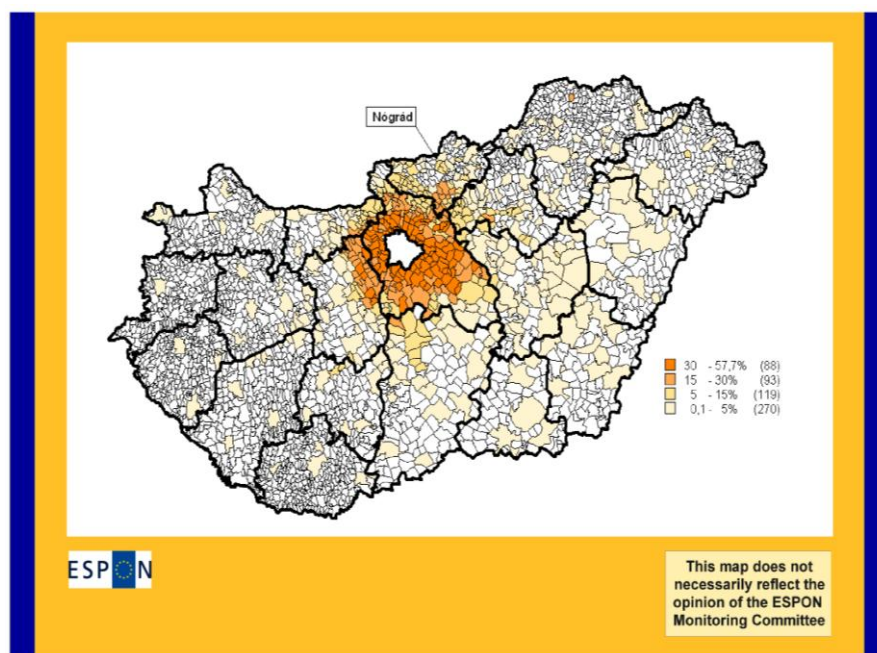 Nógrád
30 - 57,7% (88)
15 - 30% (93)
5 - 15% (119)
0,1 - 5% (270)
ESPON
This map does not
necessarily reflect the
opinion of the ESPON
Monitoring Committee